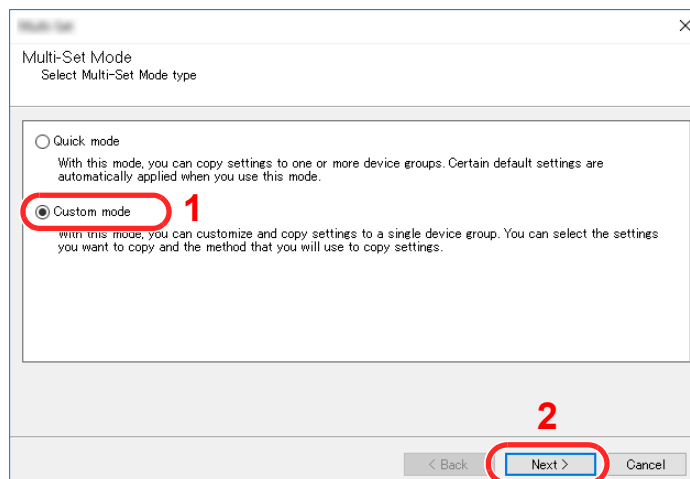 Multi-Set Mode
Select Multi-Set Mode type
Quick mode
With this mode, you can copy settings to one or more device groups. Certain default settings are
automatically applied when you use this mode.
Custom mode
1
With this mode, you can customize and copy settings to a single device group. You can select the settings
you want to copy and the method that you will use to copy settings.
2
< Back
Next >
Cancel